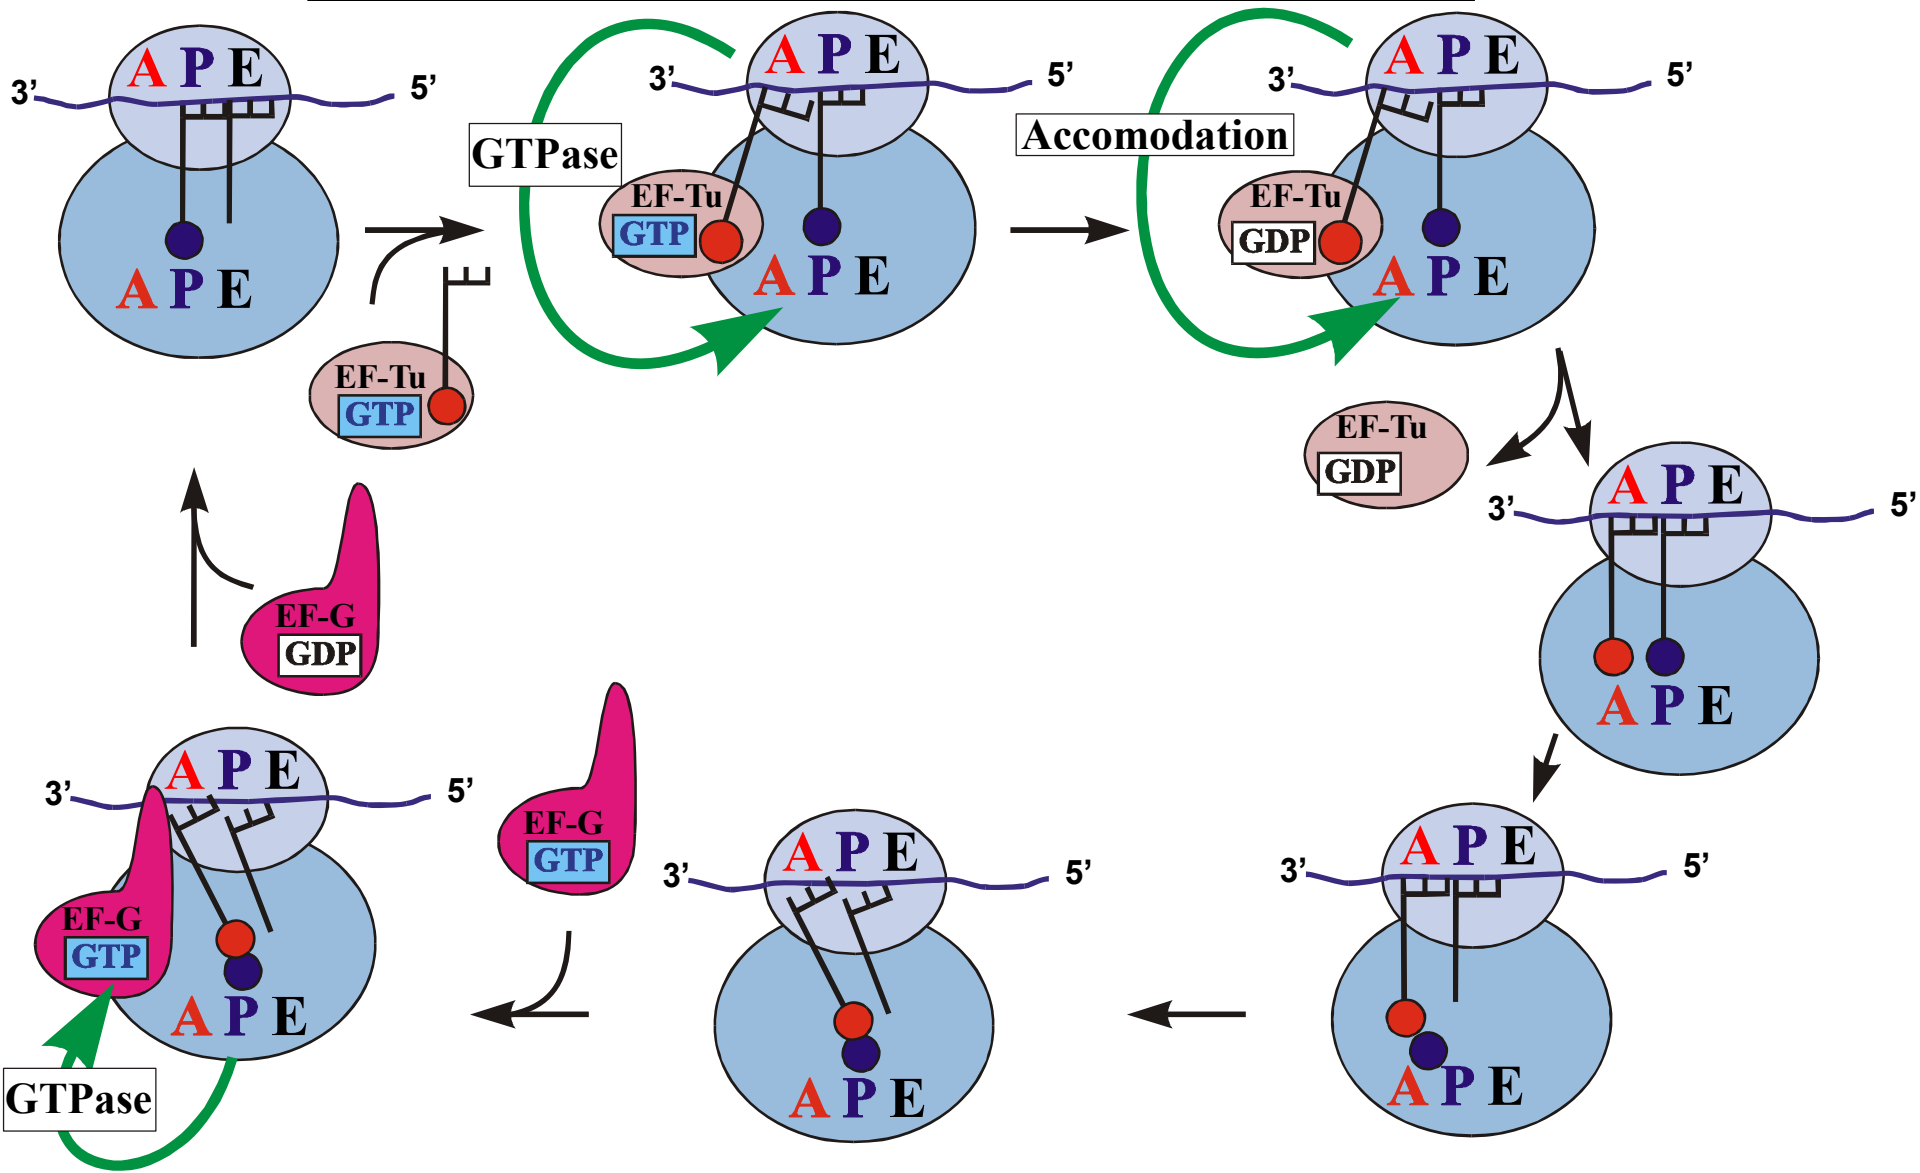 A P E
3’ 5’
A P E
EF-Tu
GTP
GTPase
A P E
3’ 5’
EF-Tu
GTP
A P E
Accomodation
A P E
3’ 5’
EF-Tu
GDP
A P E
EF-Tu
GDP
A P E
3’ 5’
A P E
A P E
3’ 5’
A P E
A P E
3’ 5’
A P E
EF-G
GTP
A P E
3’ 5’
EF-G
GTP
A P E
GTPase
EF-G
GDP